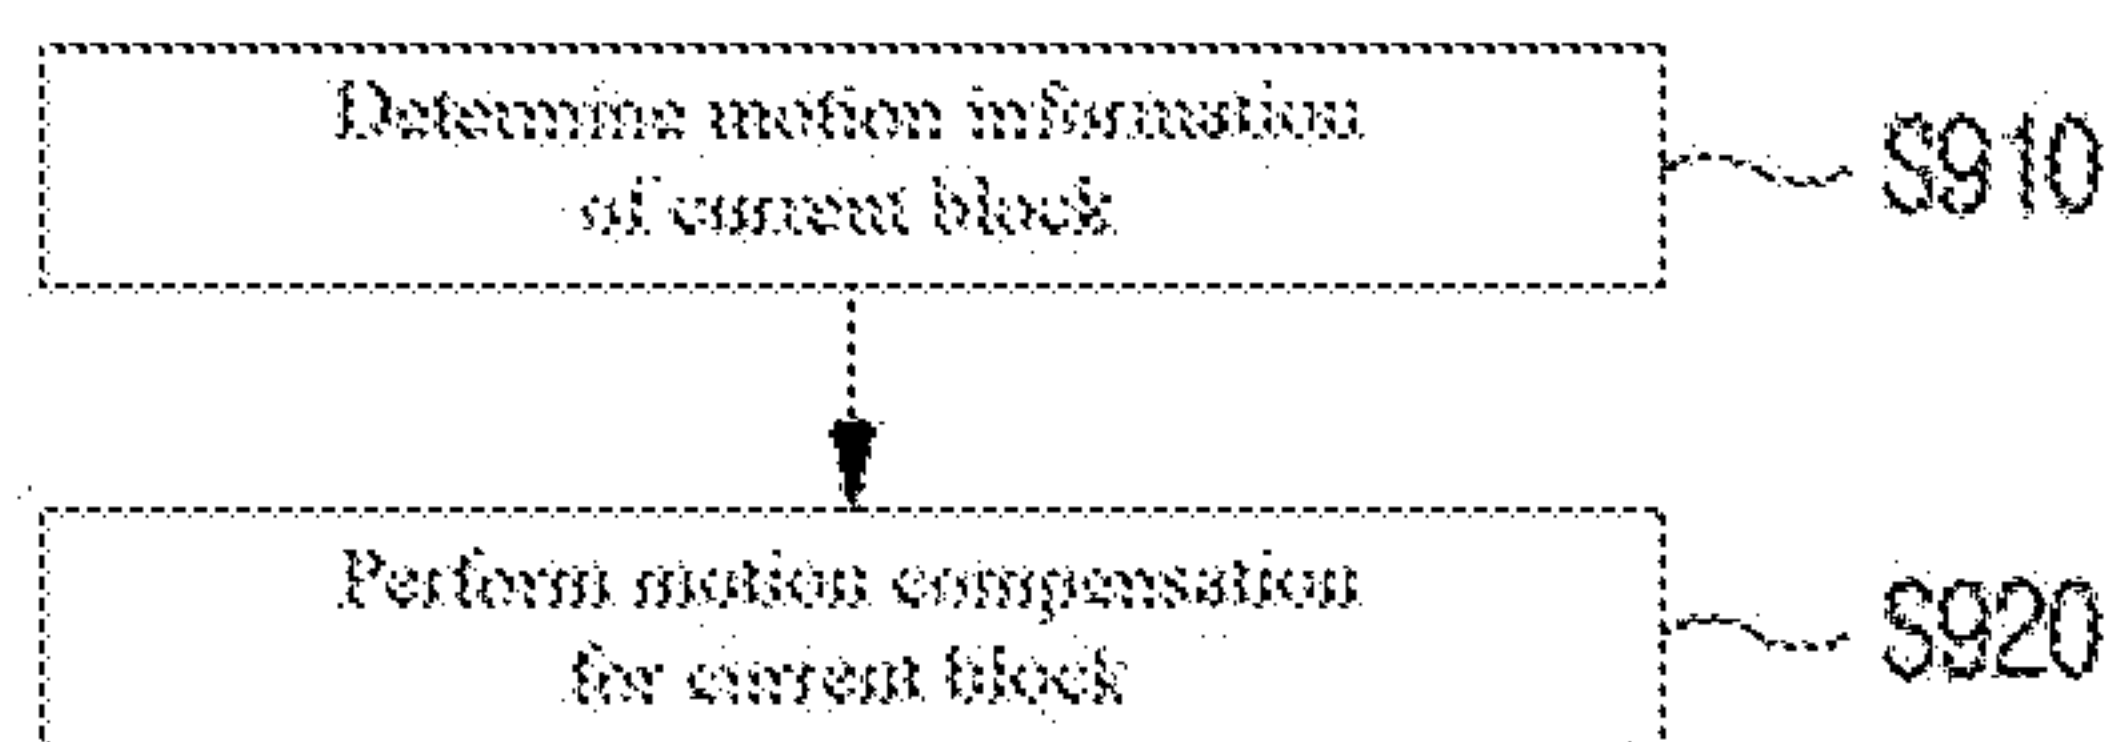 Determine motion information
of current block
S910
Perform motion compensation
for current block
S920